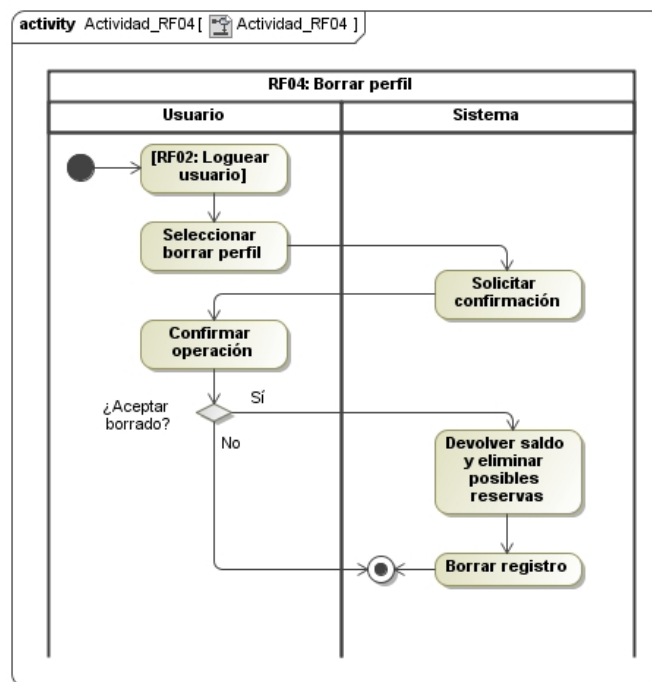 activity Actividad_RF04 [ Actividad_RF04 ]
RF04: Borrar perfil
Usuario
Sistema
[RF02: Loguear
usuario]
Seleccionar
borrar perfil
Solicitar
confirmación
Confirmar
operación
¿Aceptar
borrado?
Sí
No
Devolver saldo
y eliminar
posibles
reservas
Borrar registro